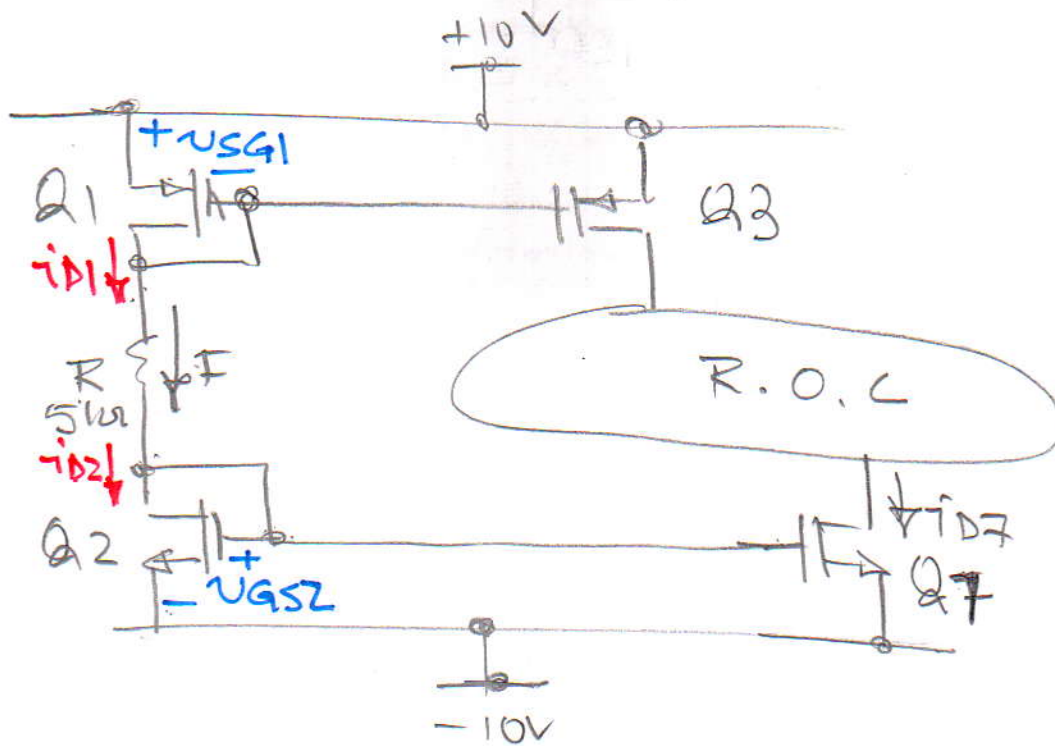 +10V
+ VSG1 -
Q1
Q3
iD1
R
5kΩ
I
R.O.C
iD2
Q2
+
- VGS2
iD7
Q7
-10V